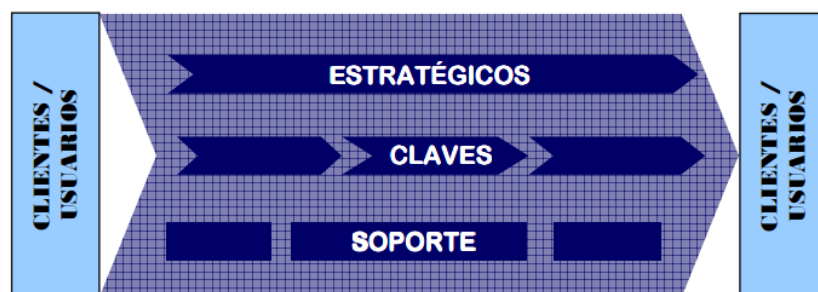 CLIENTES /
USUARIOS
ESTRATÉGICOS
CLAVES
SOPORTE
CLIENTES /
USUARIOS